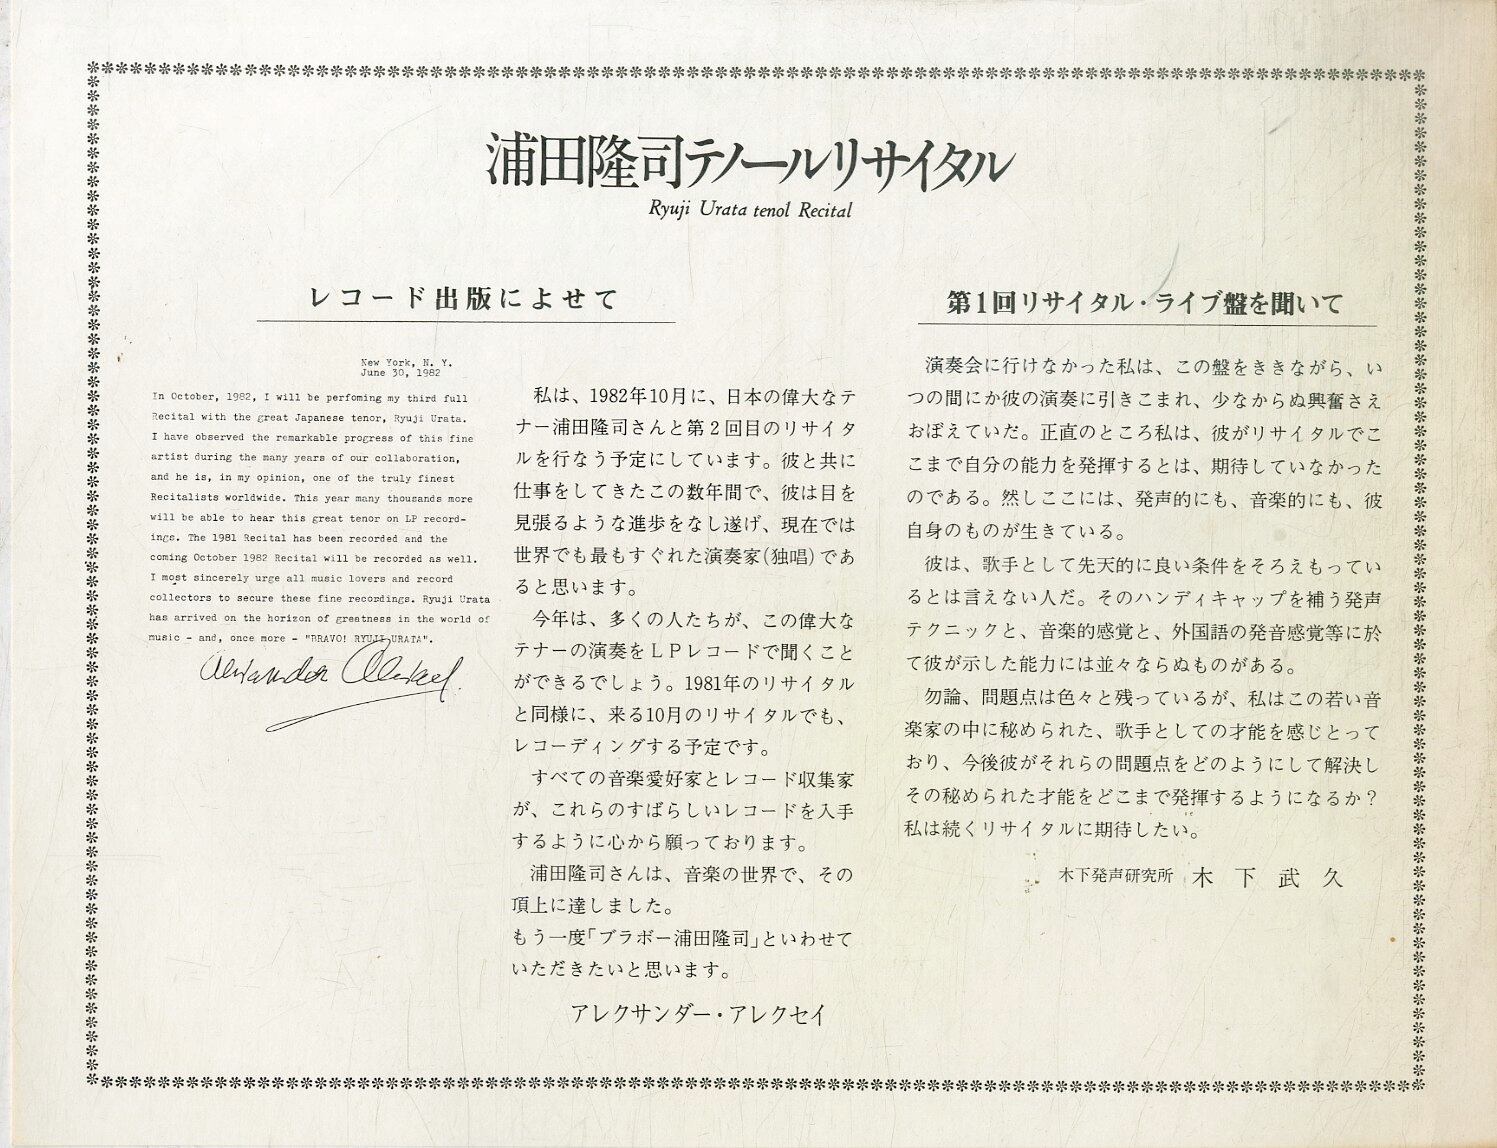 浦田隆司テノールリサイタル
Ryuji Urata tenol Recital
レコード出版によせて
New York, N. Y.
June 30, 1982
In October, 1982, I will be perfoming my third full
Recital with the great Japanese tenor, Ryuji Urata.
I have observed the remarkable progress of this fine
artist during the many years of our collaboration,
and he is, in my opinion, one of the truly finest
Recitalists worldwide. This year many thousands more
will be able to hear this great tenor on LP record-
ings. The 1981 Recital has been recorded and the
coming October 1982 Recital will be recorded as well.
I most sincerely urge all music lovers and record
collectors to secure these fine recordings. Ryuji Urata
has arrived on the horizon of greatness in the world of
music - and, once more - "BRAVO! RYUJI URATA".
私は、1982年10月に、日本の偉大なテ
ナー浦田隆司さんと第2回目のリサイタ
ルを行なう予定にしています。彼と共に
仕事をしてきたこの数年間で、彼は目を
見張るような進歩をなし遂げ、現在では
世界でも最もすぐれた演奏家(独唱)であ
ると思います。
今年は、多くの人たちが、この偉大な
テナーの演奏をLPレコードで聞くこと
ができるでしょう。1981年のリサイタル
と同様に、来る10月のリサイタルでも、
レコーディングする予定です。
すべての音楽愛好家とレコード収集家
が、これらのすばらしいレコードを入手
するように心から願っております。
浦田隆司さんは、音楽の世界で、その
頂上に達しました。
もう一度「ブラボー浦田隆司」といわせて
いただきたいと思います。
アレクサンダー・アレクセイ
第1回リサイタル・ライブ盤を聞いて
演奏会に行けなかった私は、この盤をききながら、い
つの間にか彼の演奏に引きこまれ、少なからぬ興奮さえ
おぼえていた。正直のところ私は、彼がリサイタルでこ
こまで自分の能力を発揮するとは、期待していなかった
のである。然しここには、発声的にも、音楽的にも、彼
自身のものが生きている。
彼は、歌手として先天的に良い条件をそろえもってい
るとは言えない人だ。そのハンディキャップを補う発声
テクニックと、音楽的感覚と、外国語の発音感覚等に於
て彼が示した能力には並々ならぬものがある。
勿論、問題点は色々と残っているが、私はこの若い音
楽家の中に秘められた、歌手としての才能を感じとって
おり、今後彼がそれらの問題点をどのようにして解決し
その秘められた才能をどこまで発揮するようになるか?
私は続くリサイタルに期待したい。
木下発声研究所 木下武久